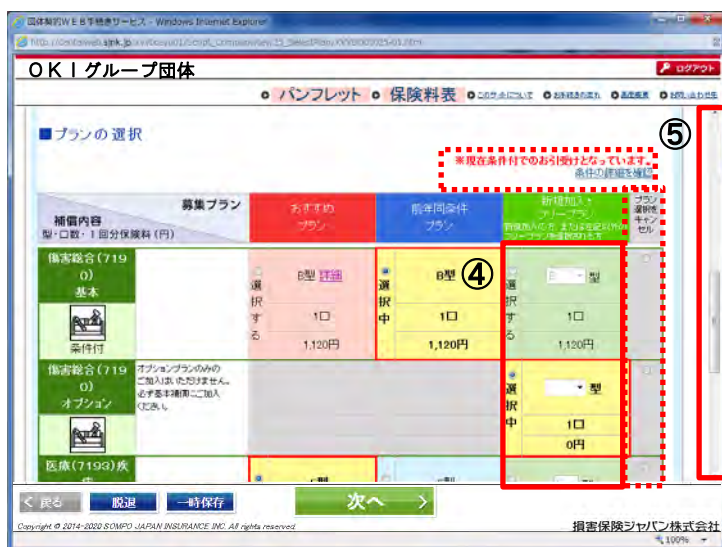 団体契約WEB手続きサービス - Windows Internet Explorer
OKIグループ団体
ログアウト
パンフレット
保険料表
⑤
■プランの選択
※現在条件付でのお引受けとなっています。
条件の詳細を確認
募集プラン
補償内容
型・口数・1回分保険料(円)
おすすめ
プラン
前年同条件
プラン
新規加入・
フリープラン
プラン
選択を
キャン
セル
傷害総合(719
0)
基本
条件付
選択する
B型 詳細
1口
1,120円
選択中
B型
1口
1,120円
④
選択する
B 型
1口
1,120円
傷害総合(719
0)
オプション
オプションプランのみの
ご加入はいただけません。
必ず基本補償にご加入
ください。
選択中
型
1口
0円
医療(7193)疾
< 戻る
脱退
一時保存
次へ >
Copyright © 2014-2020 SOMPO JAPAN INSURANCE INC. All rights reserved.
損害保険ジャパン株式会社
100%